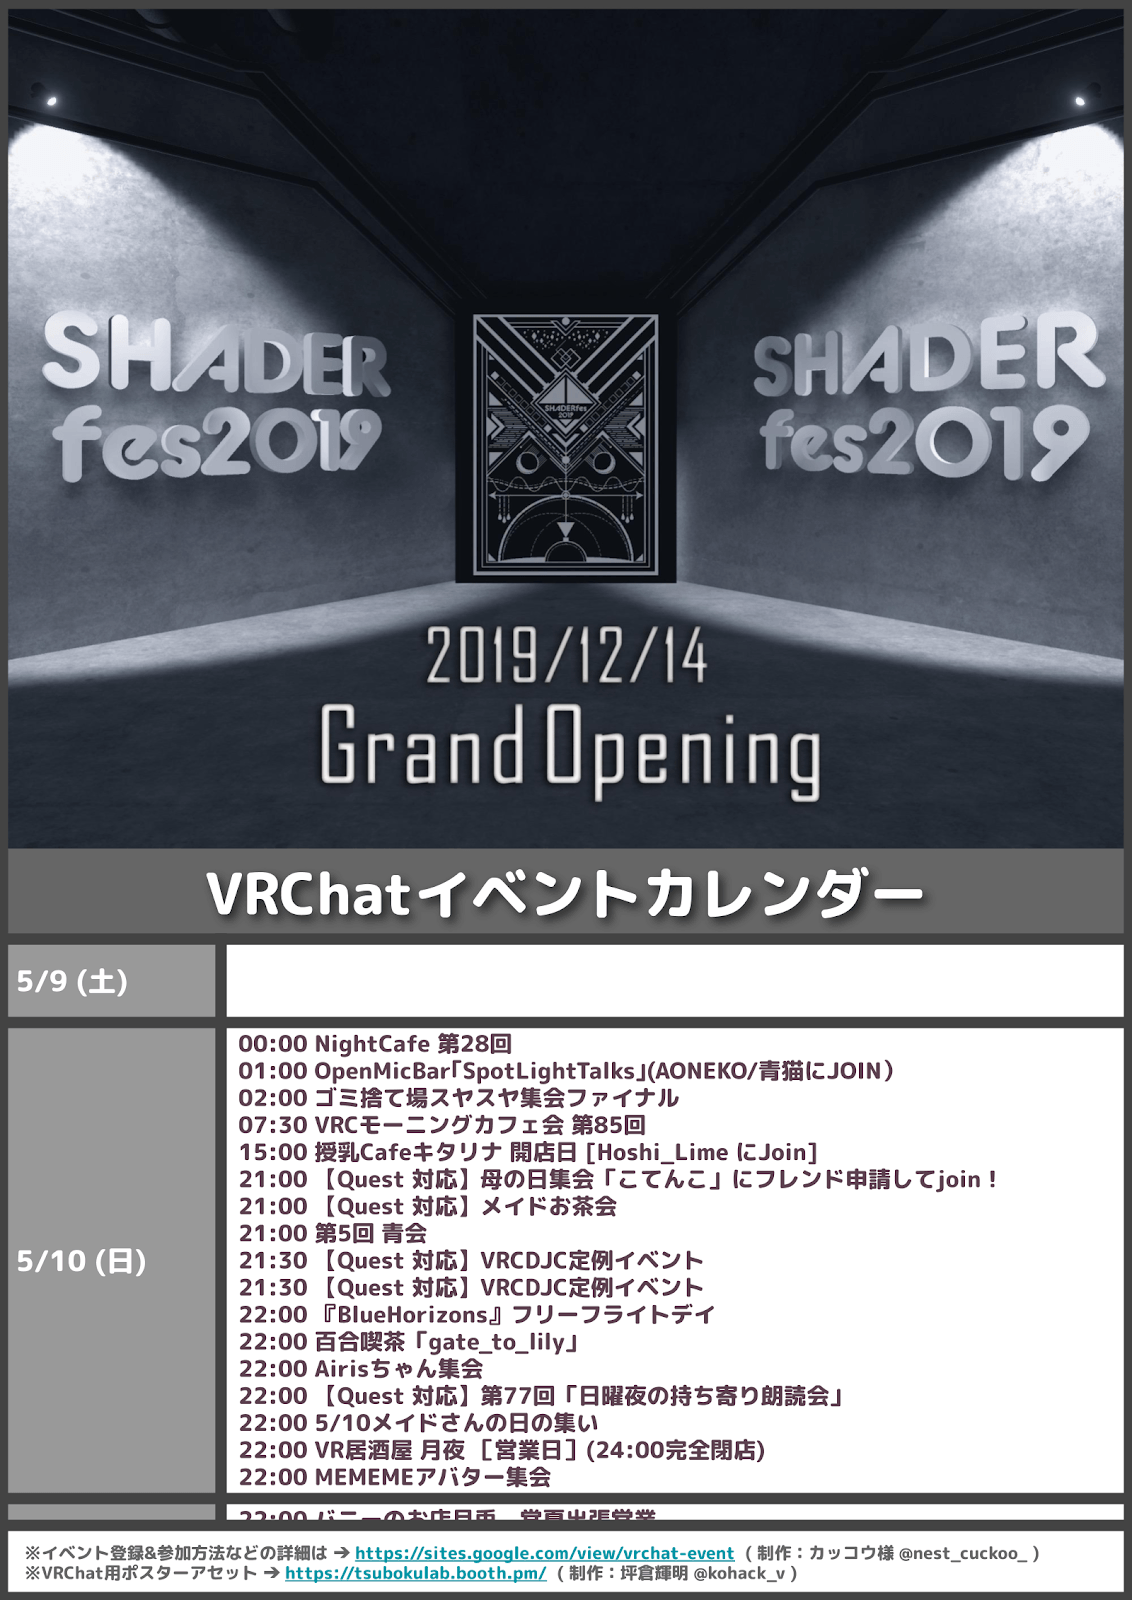 SHADER
fes2019
SHADER
fes2019
SHADERfes
2019
2019/12/14
Grand Opening
VRChatイベントカレンダー
5/9 (土)
5/10 (日)
00:00 NightCafe 第28回
01:00 OpenMicBar｢SpotLightTalks｣(AONEKO/青猫にJOIN）
02:00 ゴミ捨て場スヤスヤ集会ファイナル
07:30 VRCモーニングカフェ会 第85回
15:00 授乳Cafeキタリナ 開店日 [Hoshi_Lime にJoin]
21:00 【Quest 対応】母の日集会「こてんこ」にフレンド申請してjoin！
21:00 【Quest 対応】メイドお茶会
21:00 第5回 青会
21:30 【Quest 対応】VRCDJC定例イベント
21:30 【Quest 対応】VRCDJC定例イベント
22:00 『BlueHorizons』フリーフライトデイ
22:00 百合喫茶「gate_to_lily」
22:00 Airisちゃん集会
22:00 【Quest 対応】第77回「日曜夜の持ち寄り朗読会」
22:00 5/10メイドさんの日の集い
22:00 VR居酒屋 月夜 ［営業日］(24:00完全閉店)
22:00 MEMEMEアバター集会
22:00 バニーのお店月兎
※イベント登録&参加方法などの詳細は ➔ https://sites.google.com/view/vrchat-event ( 制作：カッコウ様 @nest_cuckoo_ )
※VRChat用ポスターアセット ➔ https://tsubokulab.booth.pm/ ( 制作：坪倉輝明 @kohack_v )